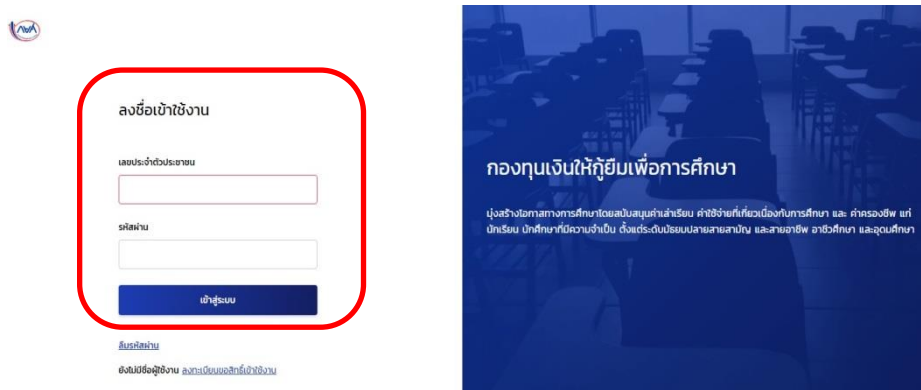 กยศ
ลงชื่อเข้าใช้งาน
เลขประจำตัวประชาชน
รหัสผ่าน
เข้าสู่ระบบ
ลืมรหัสผ่าน
ยังไม่มีชื่อผู้ใช้งาน ลงทะเบียนขอสิทธิ์เข้าใช้งาน
กองทุนเงินให้กู้ยืมเพื่อการศึกษา
มุ่งสร้างโอกาสทางการศึกษาโดยสนับสนุนค่าเล่าเรียน ค่าใช้จ่ายที่เกี่ยวเนื่องกับการศึกษา และ ค่าครองชีพ แก่
นักเรียน นักศึกษาที่มีความจำเป็น ตั้งแต่ระดับมัธยมปลายสายสามัญ และสายอาชีพ อาชีวศึกษา และอุดมศึกษา